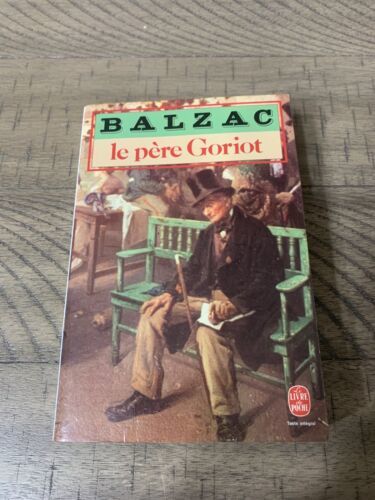 BALZAC
le père Goriot
Le
LIVRE
de
POCHE
Texte intégral